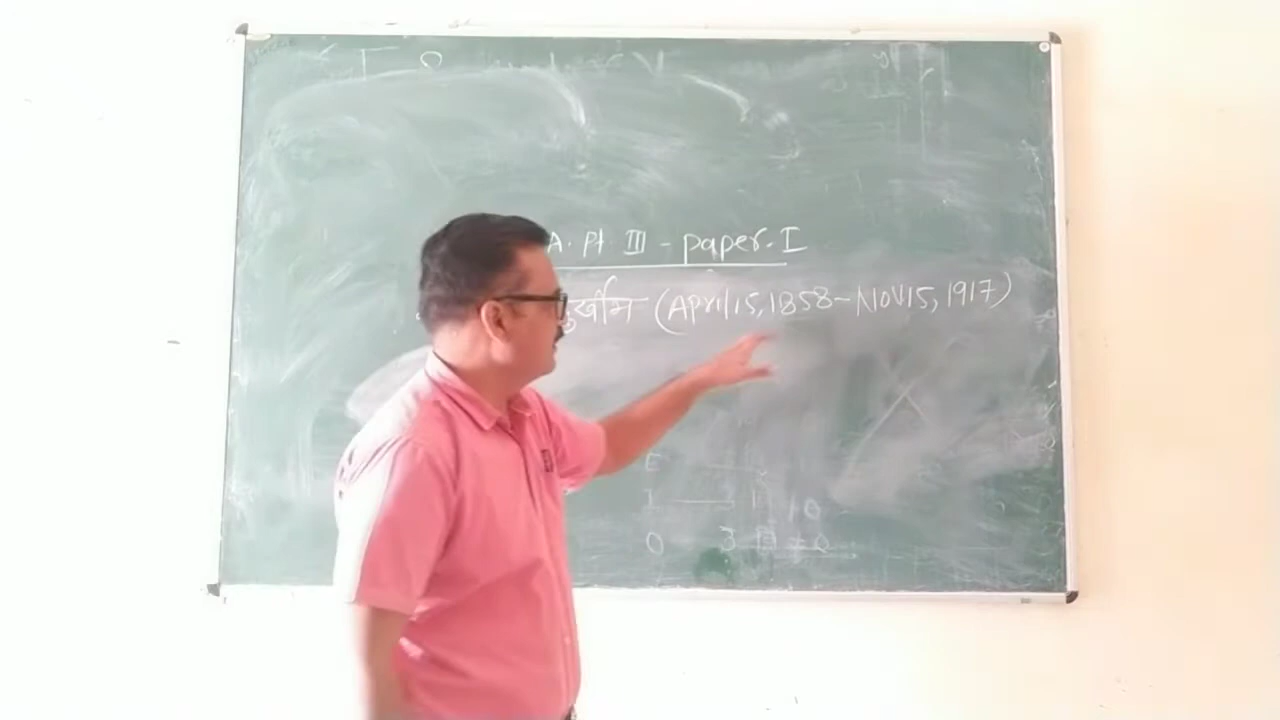 A. Pt. III - paper. I
दुर्खीम (April 15, 1858 - NOV 15, 1917)